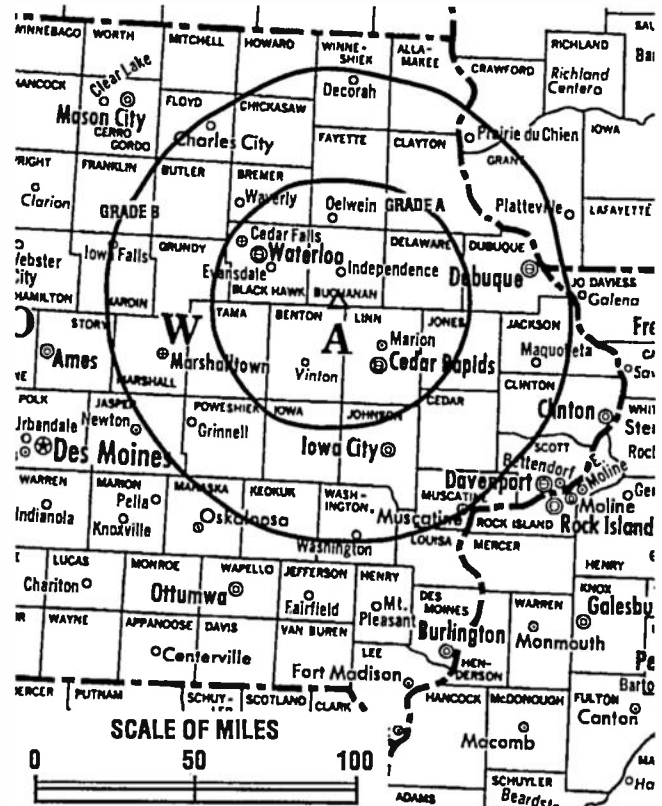 WINNEBAGO WORTH MITCHELL HOWARD WINNE-
SHIEK ALLA-
MAKEE CRAWFORD RICHLAND SAU
Richland
Center
HANCOCK Clear Lake
Mason City
CERRO
GORDO FLOYD CHICKASAW Decorah
Charles City FAYETTE CLAYTON Prairie du Chien IOWA
GRANT
WRIGHT FRANKLIN BUTLER BREMER
Clarion Waverly Oelwein GRADE A Platteville LAFAYETTE
GRADE B
Iowa Falls GRUNDY Cedar Falls
Waterloo DELAWARE DUBUQUE
Webster
City Evansdale Independence Dubuque JO DAVIESS
HAMILTON HARDIN BLACK HAWK BUCHANAN Galena
STORY TAMA BENTON LINN JONES JACKSON
W A
Ames Marshalltown Vinton Marion
Cedar Rapids Maquoketa
MARSHALL CLINTON
POLK JASPER POWESHIEK IOWA JOHNSON CEDAR Clinton
Urbandale Newton Grinnell
Des Moines Iowa City SCOTT
Bettendorf E. Moline
Davenport Moline
WARREN MARION MAHASKA KEOKUK WASH-
INGTON MUSCATINE
Indianola Pella
Knoxville Oskaloosa Muscatine ROCK ISLAND Rock Island
Washington LOUISA MERCER
LUCAS MONROE WAPELLO JEFFERSON HENRY HENRY
Chariton Ottumwa Fairfield Mt.
Pleasant DES
MOINES WARREN KNOX
Galesbu
WAYNE APPANOOSE DAVIS VAN BUREN Burlington Monmouth
Centerville LEE HEN-
DERSON
Fort Madison
MERCER PUTNAM SCHUY-
LER SCOTLAND CLARK HANCOCK McDONOUGH FULTON
Canton
Macomb
SCALE OF MILES
0 50 100
ADAMS SCHUYLER
Beardst